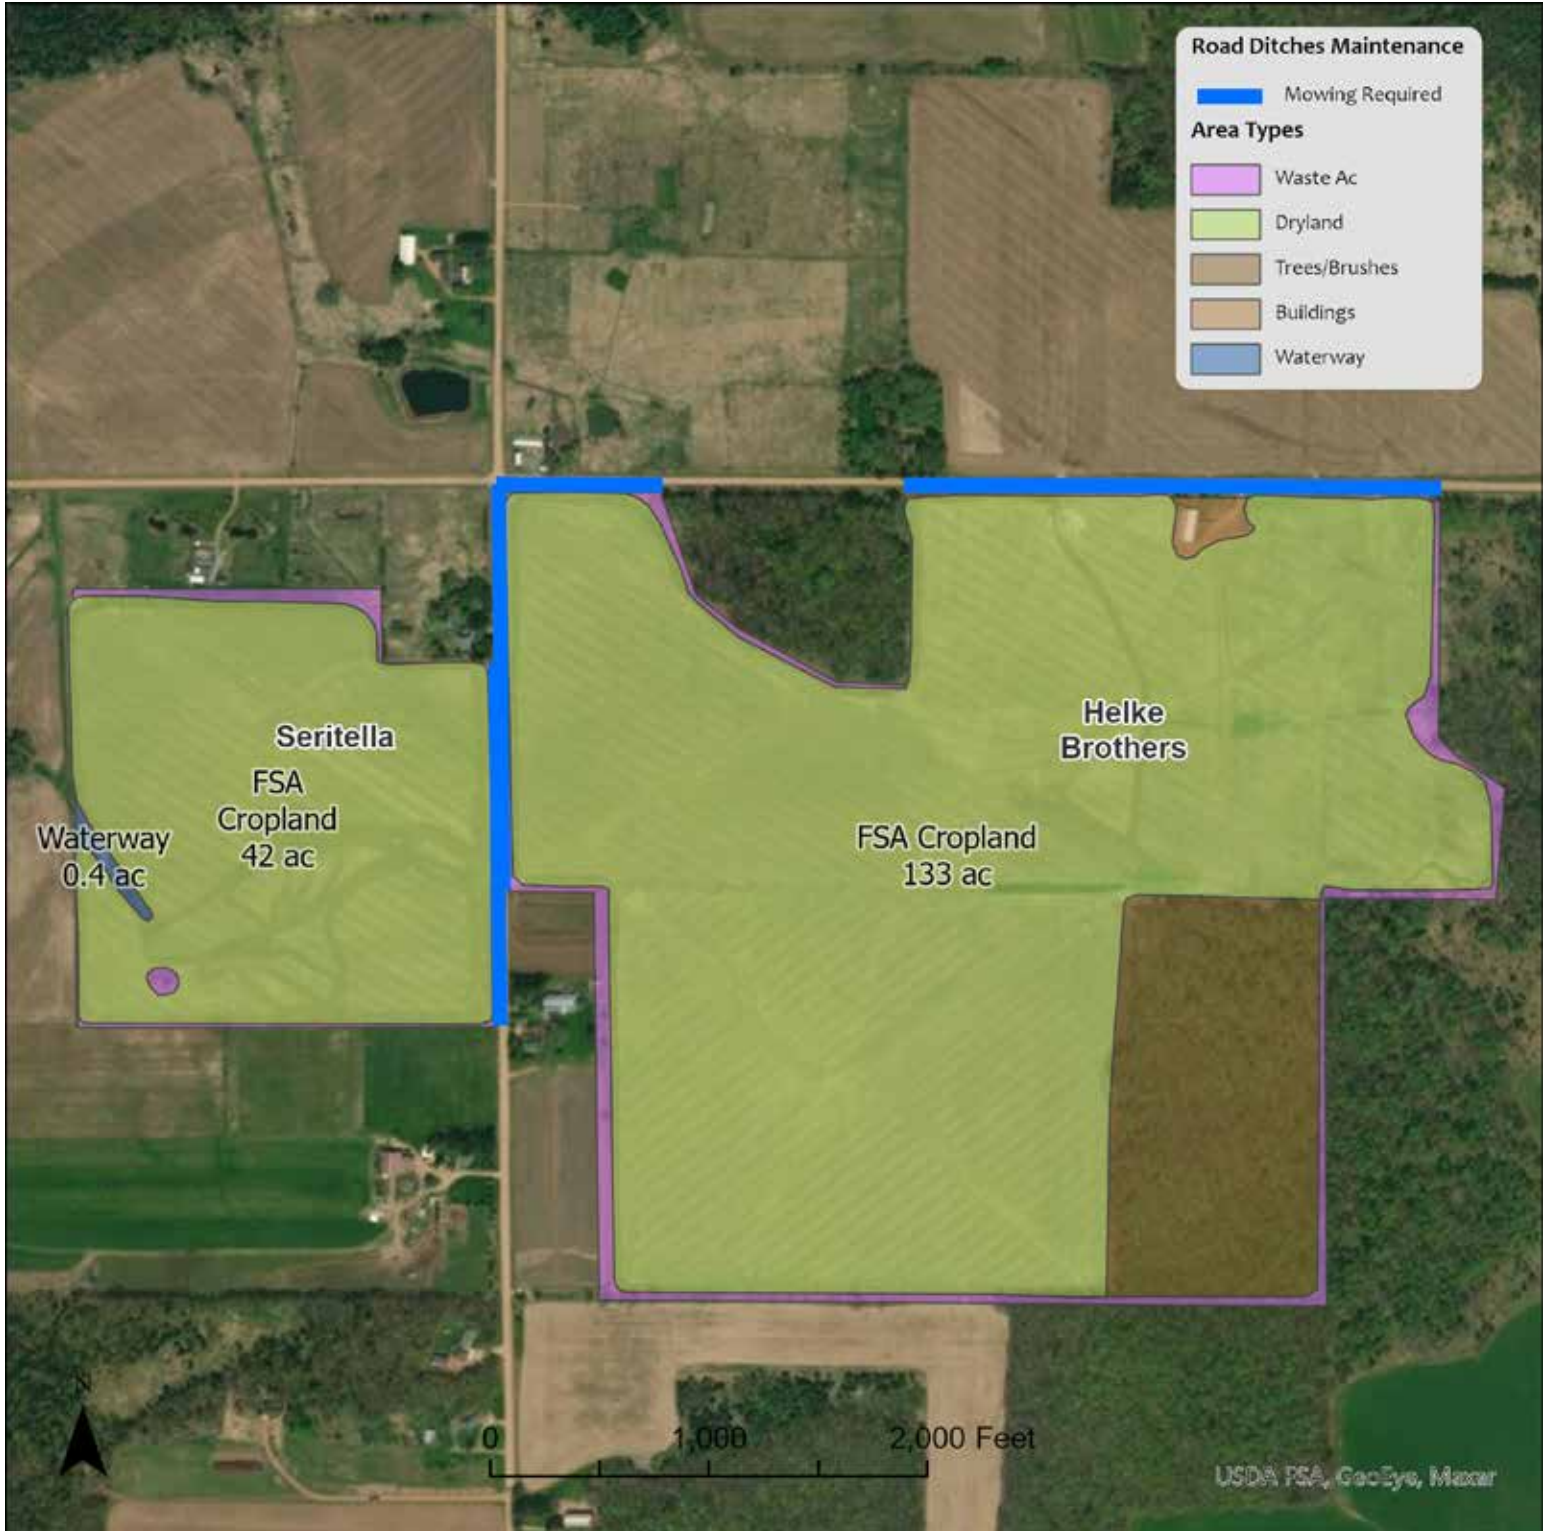 Road Ditches Maintenance
Mowing Required
Area Types
Waste Ac
Dryland
Trees/Brushes
Buildings
Waterway
Seritella
FSA
Cropland
42 ac
Waterway
0.4 ac
Helke
Brothers
FSA Cropland
133 ac
N
0 1,000 2,000 Feet
USDA FSA, GeoEye, Maxar